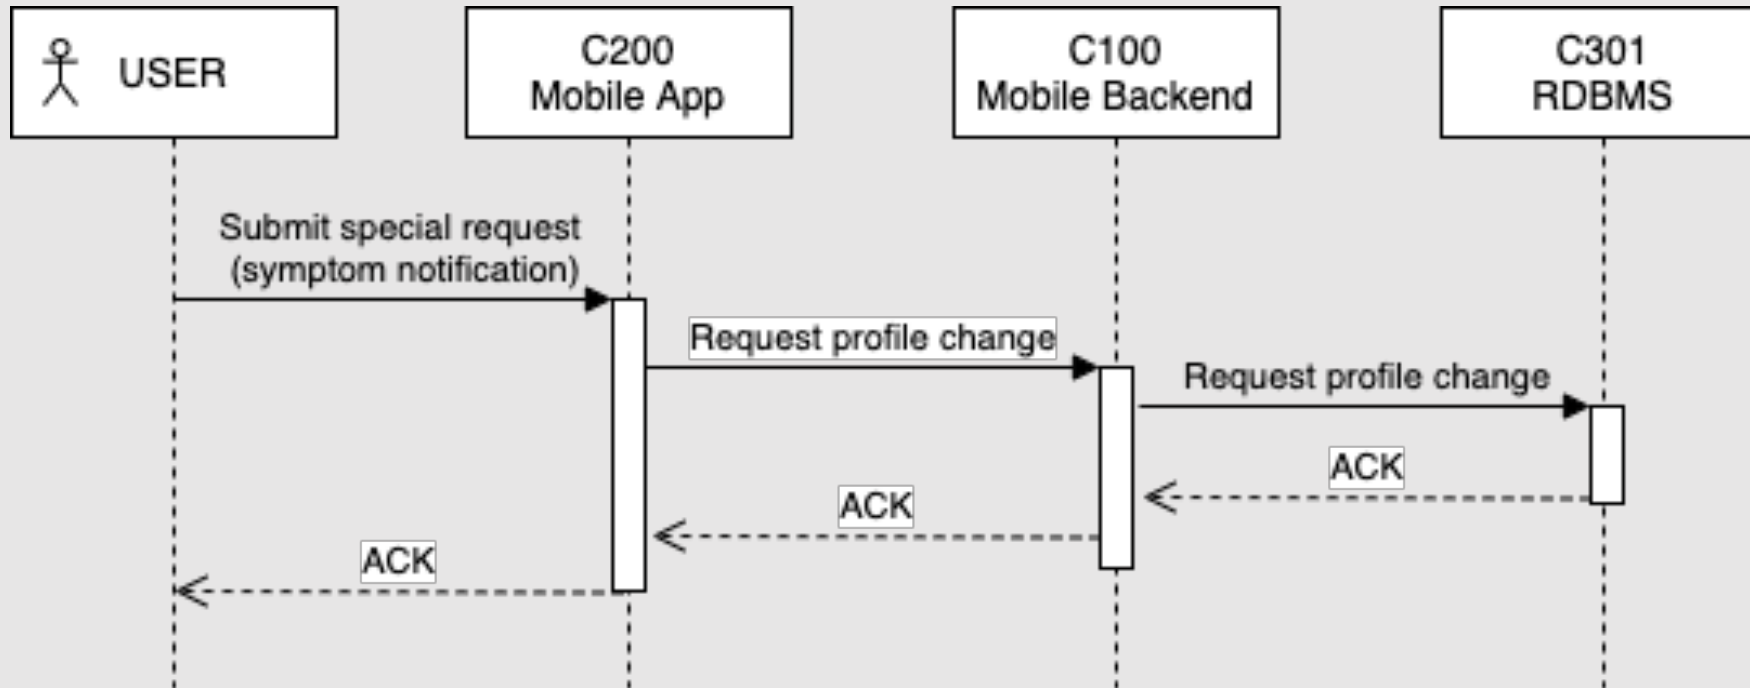 USER
C200
Mobile App
C100
Mobile Backend
C301
RDBMS
Submit special request
(symptom notification)
Request profile change
Request profile change
ACK
ACK
ACK